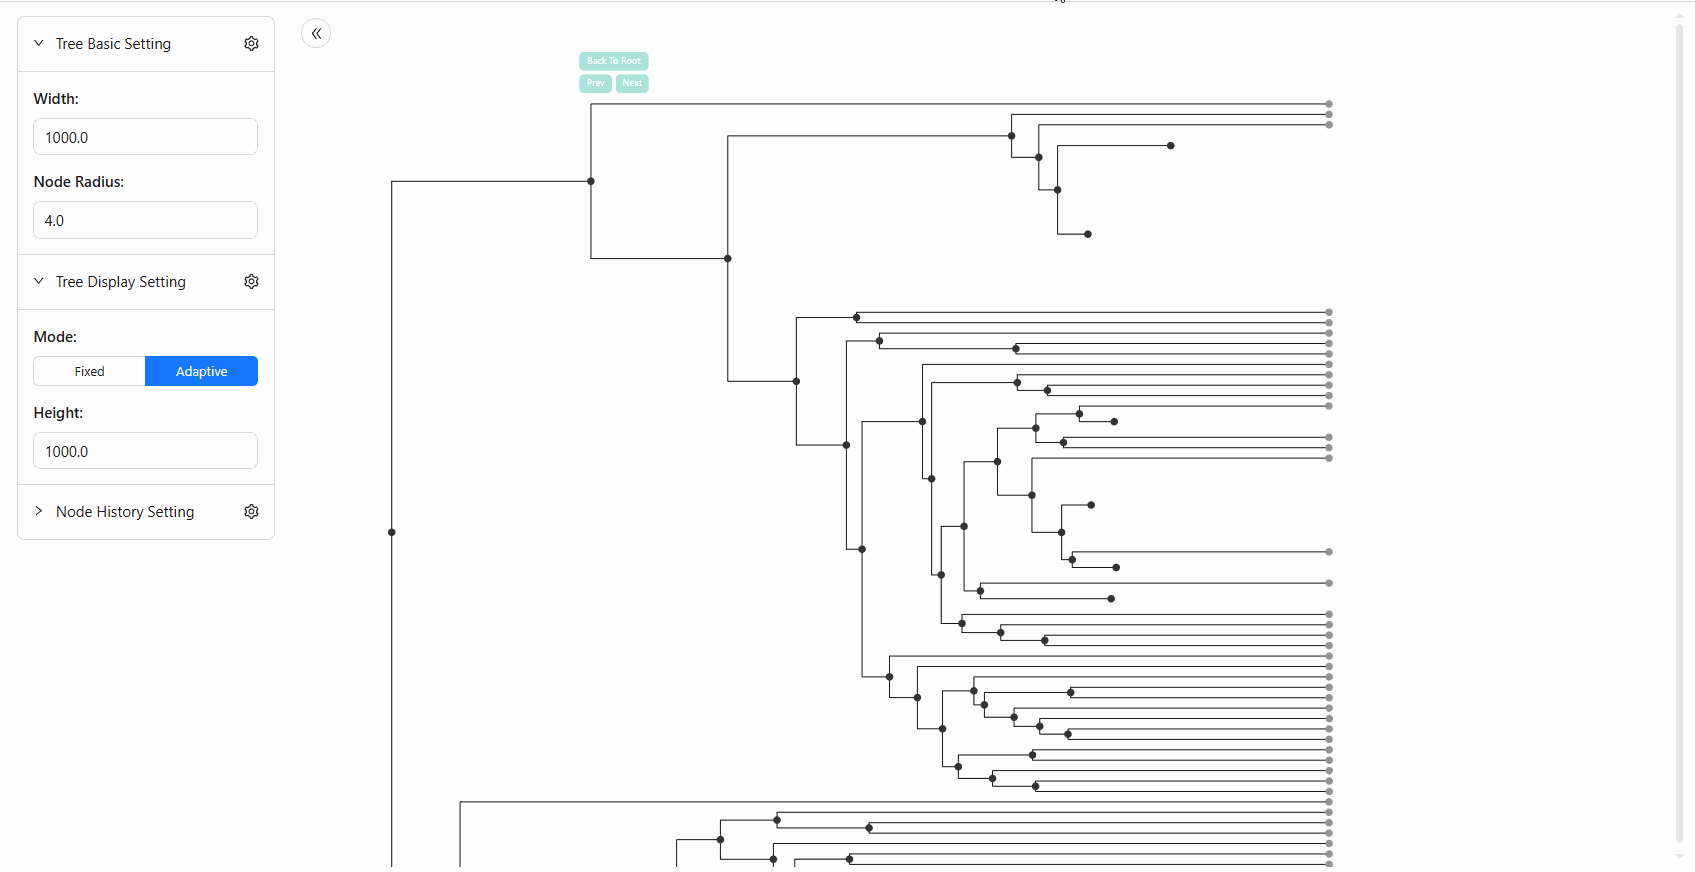 Tree Basic Setting
Width:
1000.0
Node Radius:
4.0
Tree Display Setting
Mode:
Fixed Adaptive
Height:
1000.0
Node History Setting
Back To Root
Prev Next